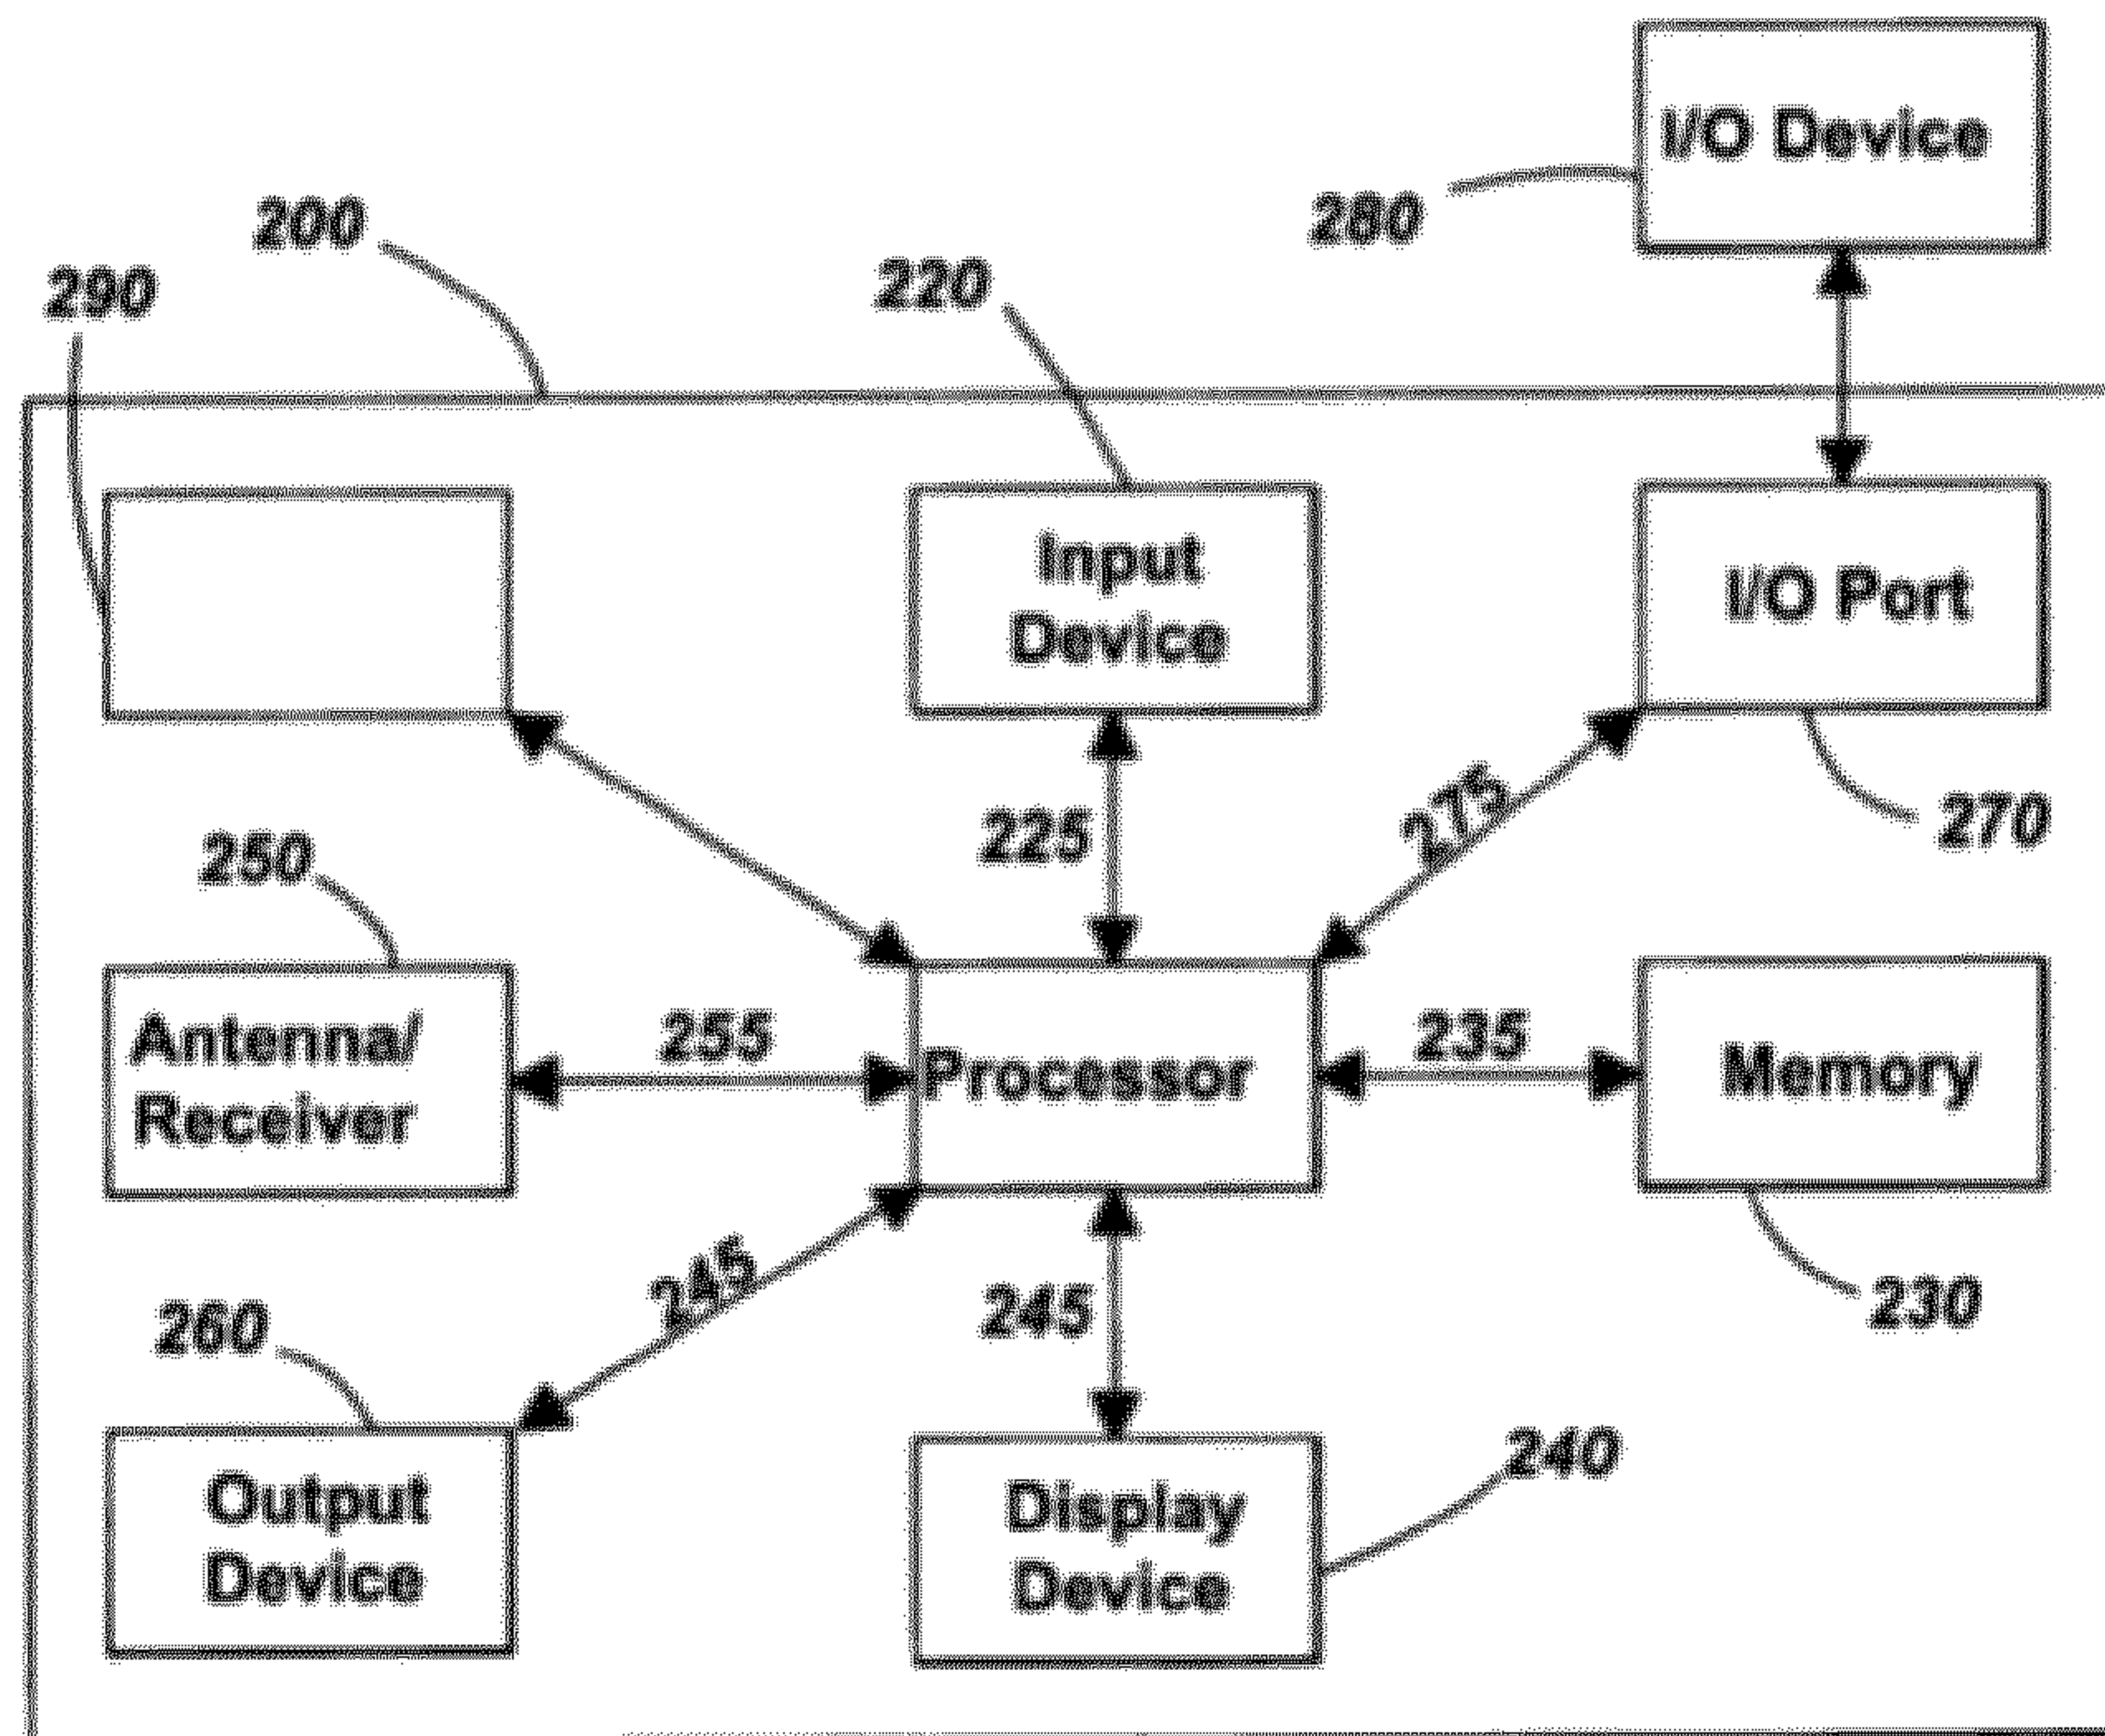 I/O Device
280
200
220
290
Input
Device
I/O Port
225
275
270
250
Antenna/
Receiver
255
Processor
235
Memory
245
245
260
230
240
Output
Device
Display
Device